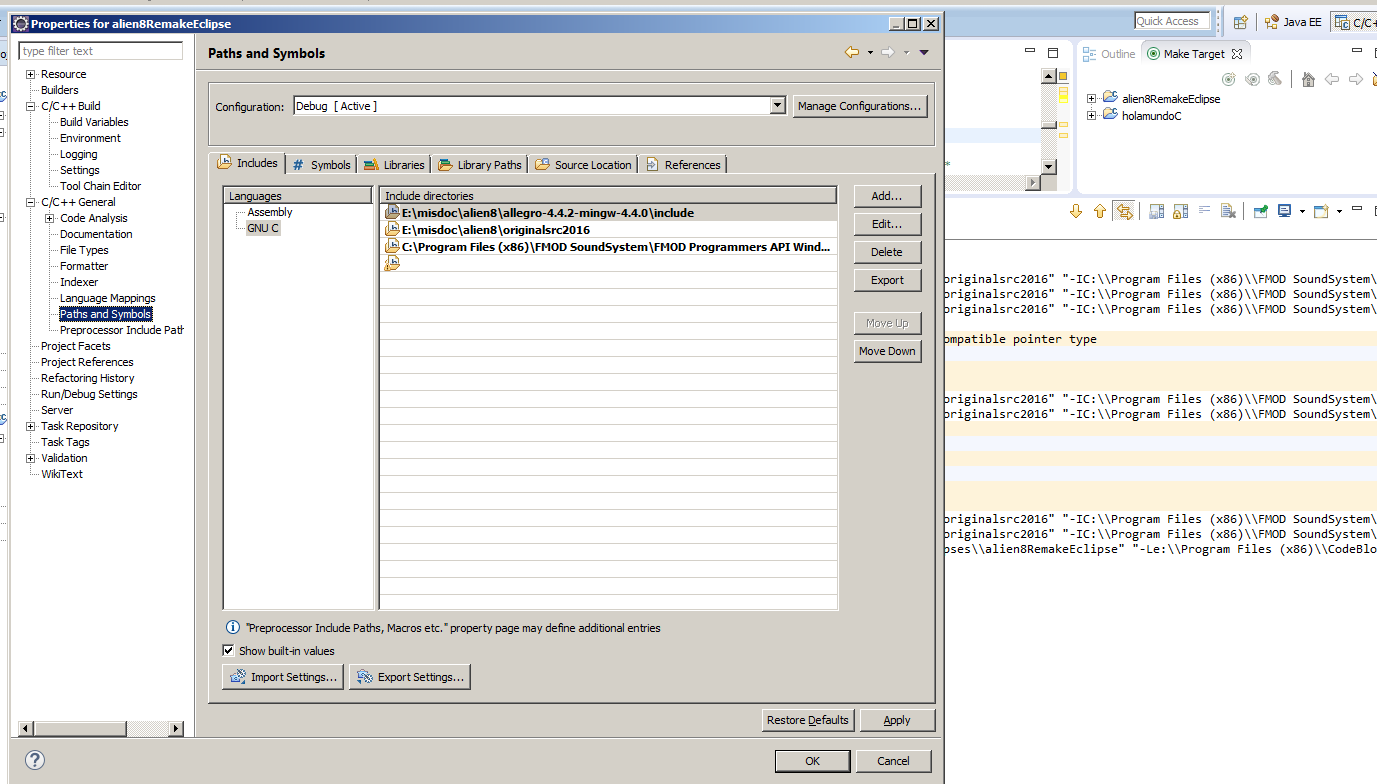 Properties for alien8RemakeEclipse
type filter text
Resource
Builders
C/C++ Build
Build Variables
Environment
Logging
Settings
Tool Chain Editor
C/C++ General
Code Analysis
Documentation
File Types
Formatter
Indexer
Language Mappings
Paths and Symbols
Preprocessor Include Path
Project Facets
Project References
Refactoring History
Run/Debug Settings
Server
Task Repository
Task Tags
Validation
WikiText
Paths and Symbols
Configuration:
Debug [ Active ]
Manage Configurations...
Includes
# Symbols
Libraries
Library Paths
Source Location
References
Languages
Assembly
GNU C
Include directories
E:\misdoc\alien8\allegro-4.4.2-mingw-4.4.0\include
E:\misdoc\alien8\originalsrc2016
C:\Program Files (x86)\FMOD SoundSystem\FMOD Programmers API Wind...
Add...
Edit...
Delete
Export
Move Up
Move Down
"Preprocessor Include Paths, Macros etc." property page may define additional entries
Show built-in values
Import Settings...
Export Settings...
Restore Defaults
Apply
?
OK
Cancel
Quick Access
Java EE
C/C+
Outline
Make Target
alien8RemakeEclipse
holamundoC
*
originalsrc2016" "-IC:\\Program Files (x86)\\FMOD SoundSystem\
originalsrc2016" "-IC:\\Program Files (x86)\\FMOD SoundSystem\
originalsrc2016" "-IC:\\Program Files (x86)\\FMOD SoundSystem\
ompatible pointer type
originalsrc2016" "-IC:\\Program Files (x86)\\FMOD SoundSystem\
originalsrc2016" "-IC:\\Program Files (x86)\\FMOD SoundSystem\
originalsrc2016" "-IC:\\Program Files (x86)\\FMOD SoundSystem\
originalsrc2016" "-IC:\\Program Files (x86)\\FMOD SoundSystem\
oses\\alien8RemakeEclipse" "-Le:\\Program Files (x86)\\CodeBlo